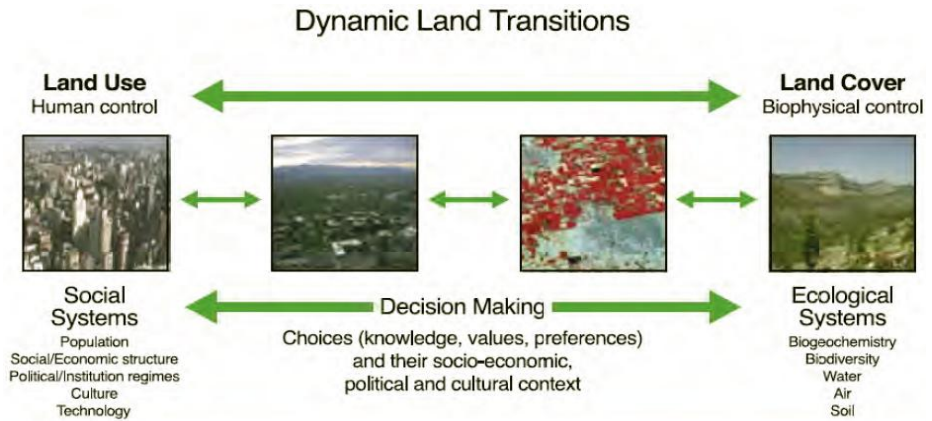 Dynamic Land Transitions
Land Use
Human control
Land Cover
Biophysical control
Social
Systems
Population
Social/Economic structure
Political/Institution regimes
Culture
Technology
Decision Making
Choices (knowledge, values, preferences)
and their socio-economic,
political and cultural context
Ecological
Systems
Biogeochemistry
Biodiversity
Water
Air
Soil